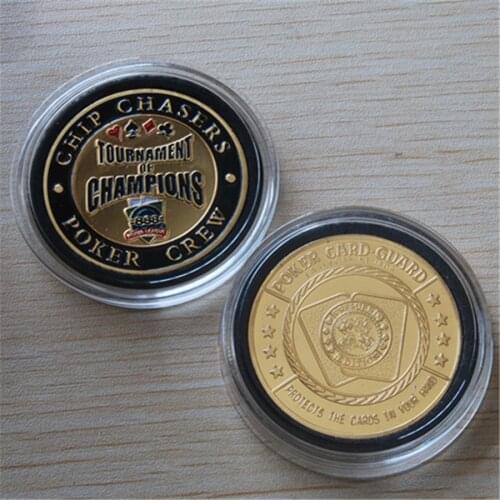 CHIP CHASERS
TOURNAMENT
OF
CHAMPIONS
POKER CREW
POKER CARD GUARD
PROTECTS THE CARDS IN YOUR HAND